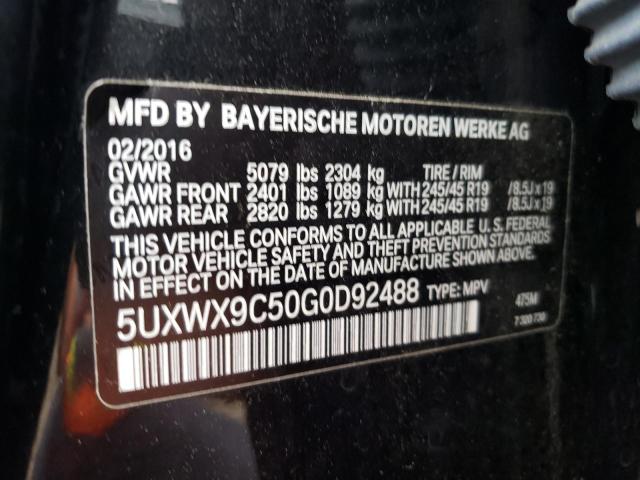 MFD BY BAYERISCHE MOTOREN WERKE AG
02/2016
GVWR 5079 lbs 2304 kg TIRE / RIM
GAWR FRONT 2401 lbs 1089 kg WITH 245/45 R19 /8.5J x 19
GAWR REAR 2820 lbs 1279 kg WITH 245/45 R19 /8.5J x 19
THIS VEHICLE CONFORMS TO ALL APPLICABLE U.S. FEDERAL
MOTOR VEHICLE SAFETY AND THEFT PREVENTION STANDARDS
IN EFFECT ON THE DATE OF MANUFACTURE SHOWN ABOVE.
5UXWX9C50G0D92488 TYPE: MPV
475M
7 320 730